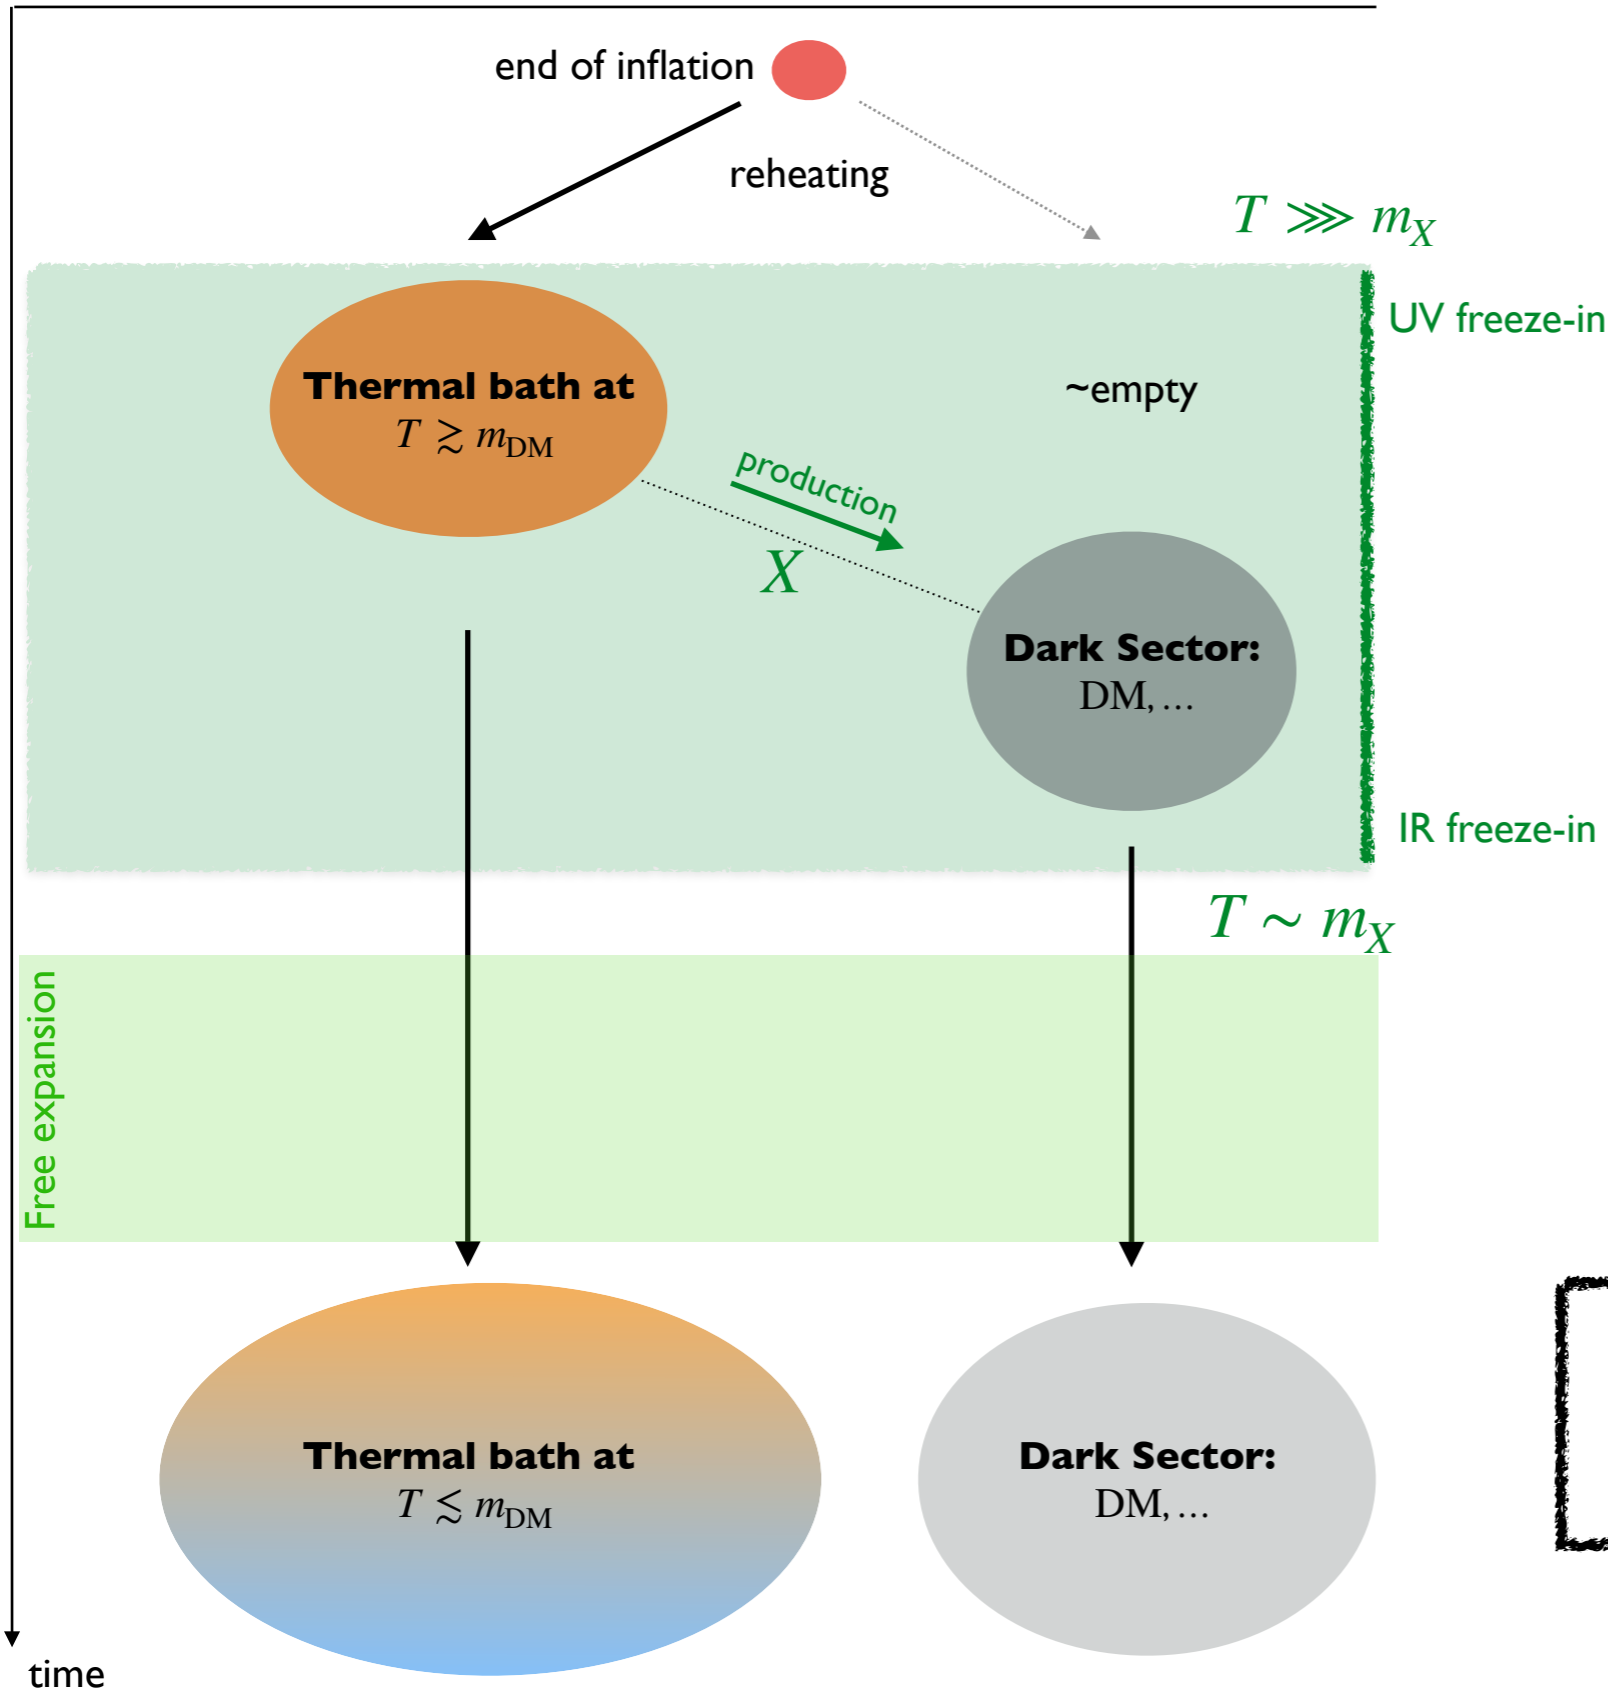 end of inflation
reheating
T ⋙ m_X
UV freeze-in
Thermal bath at
T ≳ m_DM
~empty
production
X
Dark Sector:
DM, …
IR freeze-in
T ∼ m_X
Free expansion
Thermal bath at
T ≲ m_DM
Dark Sector:
DM, …
time